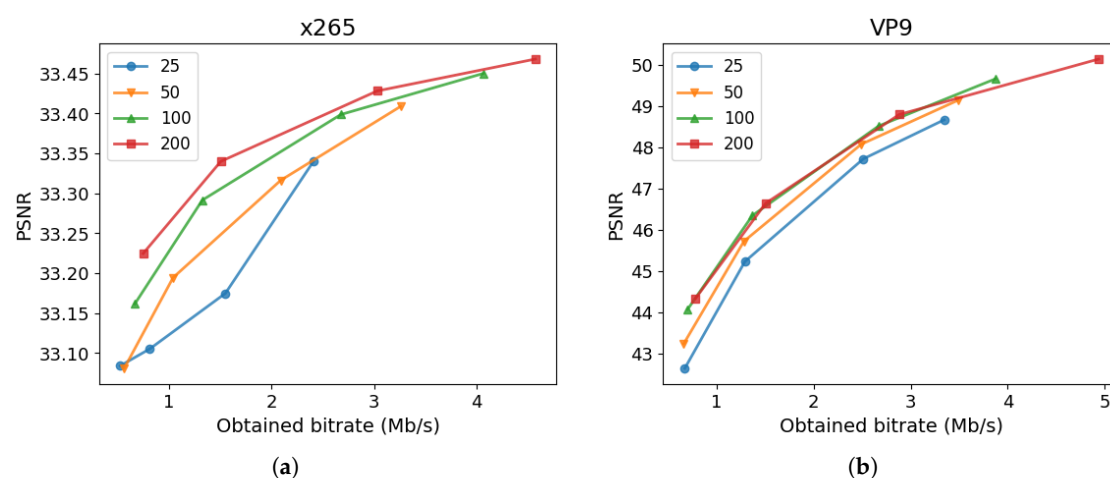 x265
33.45
33.40
33.35
33.30
33.25
33.20
33.15
33.10
PSNR
25
50
100
200
1 2 3 4
Obtained bitrate (Mb/s)
(a)
VP9
50
49
48
47
46
45
44
43
PSNR
25
50
100
200
1 2 3 4 5
Obtained bitrate (Mb/s)
(b)